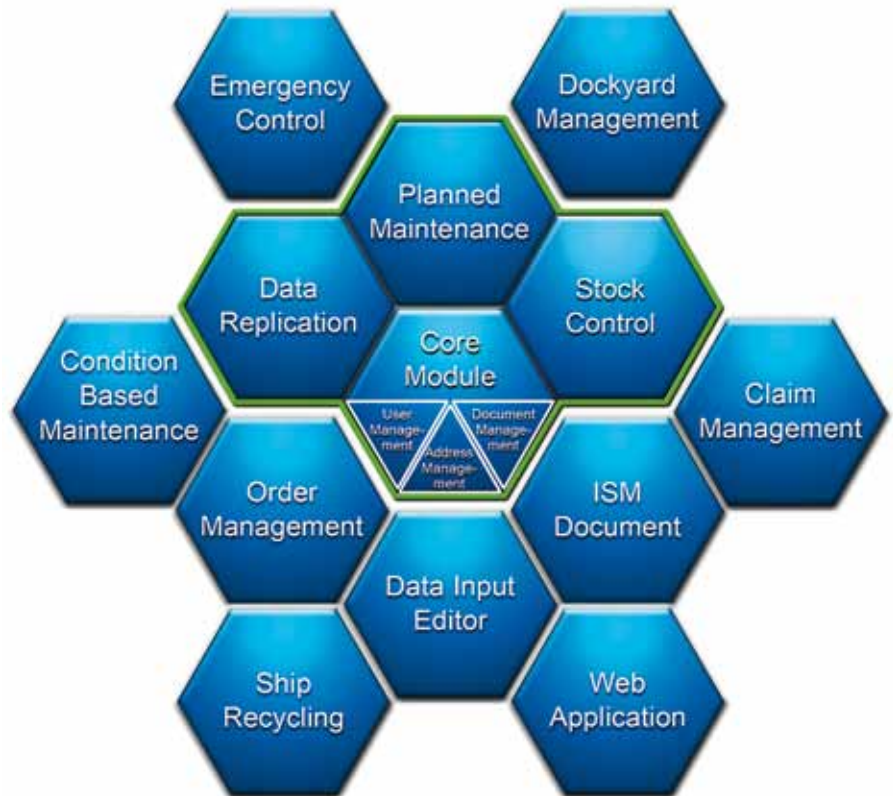 Emergency
Control
Dockyard
Management
Planned
Maintenance
Data
Replication
Stock
Control
Core
Module
User
Manage-
ment
Address
Manage-
ment
Document
Manage-
ment
Condition
Based
Maintenance
Claim
Management
Order
Management
ISM
Document
Data Input
Editor
Ship
Recycling
Web
Application